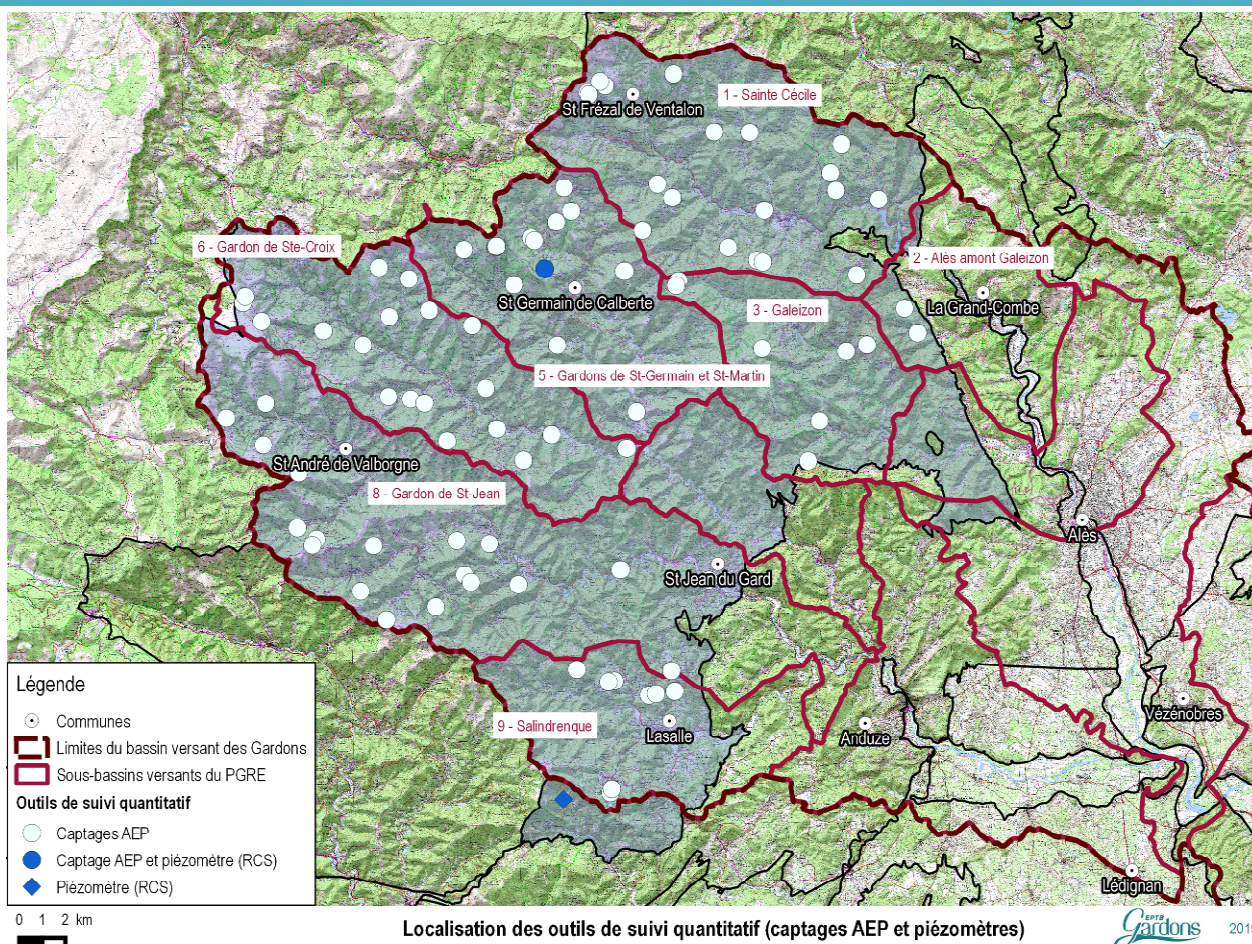 1 - Sainte Cécile
St Frézal de Ventalon
6 - Gardon de Ste-Croix
2 - Alès amont Galeizon
St Germain de Calberte
La Grand-Combe
3 - Galeizon
5 - Gardons de St-Germain et St-Martin
St André de Valborgne
8 - Gardon de St-Jean
Alès
St Jean du Gard
Légende
Communes
Limites du bassin versant des Gardons
Sous-bassins versants du PGRE
Outils de suivi quantitatif
Captages AEP
Captage AEP et piézomètre (RCS)
Piézomètre (RCS)
9 - Salindrenque
Lasalle
Anduze
Vézénobres
Lédignan
0 1 2 km
Localisation des outils de suivi quantitatif (captages AEP et piézomètres)
EPTB
Gardons